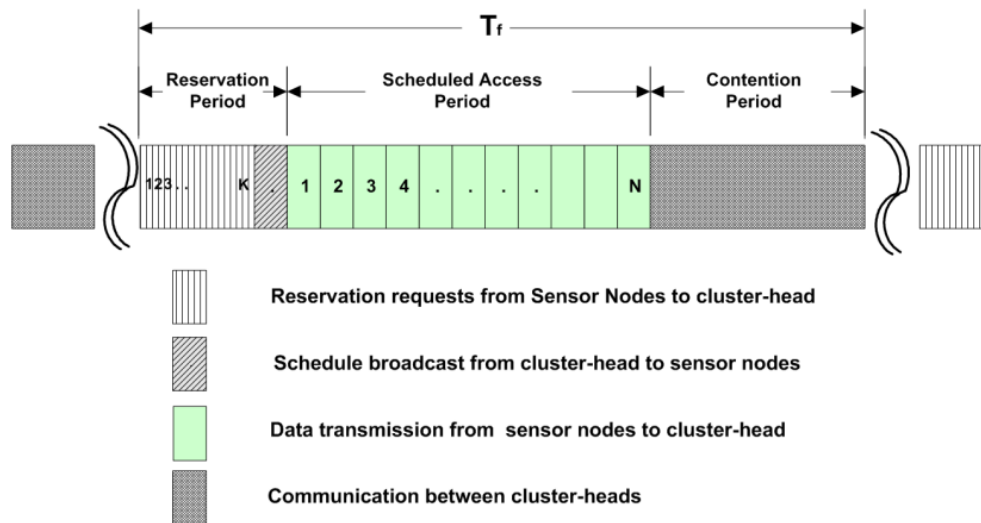 Tf
Reservation Period
Scheduled Access Period
Contention Period
123 . . K . 1 2 3 4 . . . . N
Reservation requests from Sensor Nodes to cluster-head
Schedule broadcast from cluster-head to sensor nodes
Data transmission from sensor nodes to cluster-head
Communication between cluster-heads